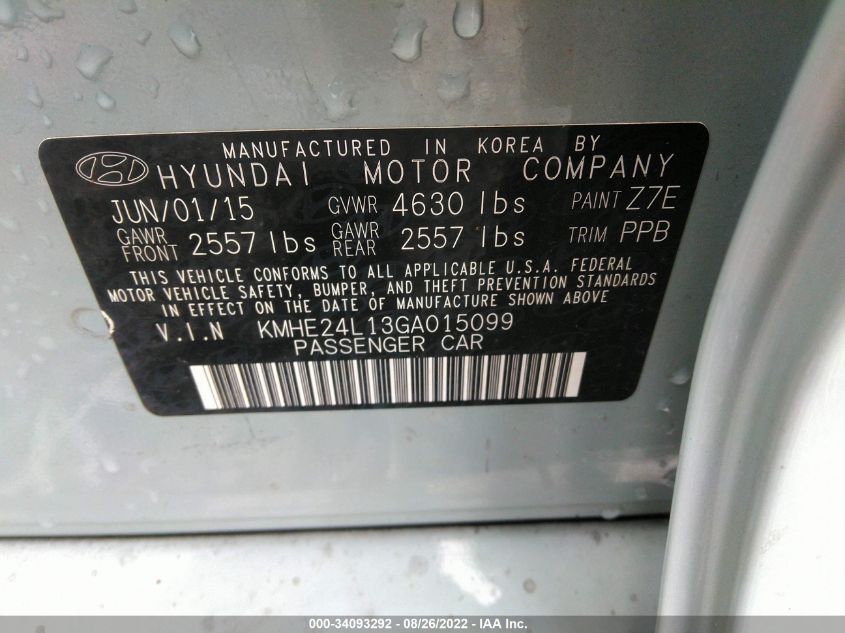 MANUFACTURED IN KOREA BY
HYUNDAI MOTOR COMPANY
JUN/01/15 GVWR 4630 lbs PAINT Z7E
GAWR FRONT 2557 lbs GAWR REAR 2557 lbs TRIM PPB
THIS VEHICLE CONFORMS TO ALL APPLICABLE U.S.A. FEDERAL
MOTOR VEHICLE SAFETY, BUMPER, AND THEFT PREVENTION STANDARDS
IN EFFECT ON THE DATE OF MANUFACTURE SHOWN ABOVE
V.I.N KMHE24L13GA015099
PASSENGER CAR
000-34093292 - 08/26/2022 - IAA Inc.